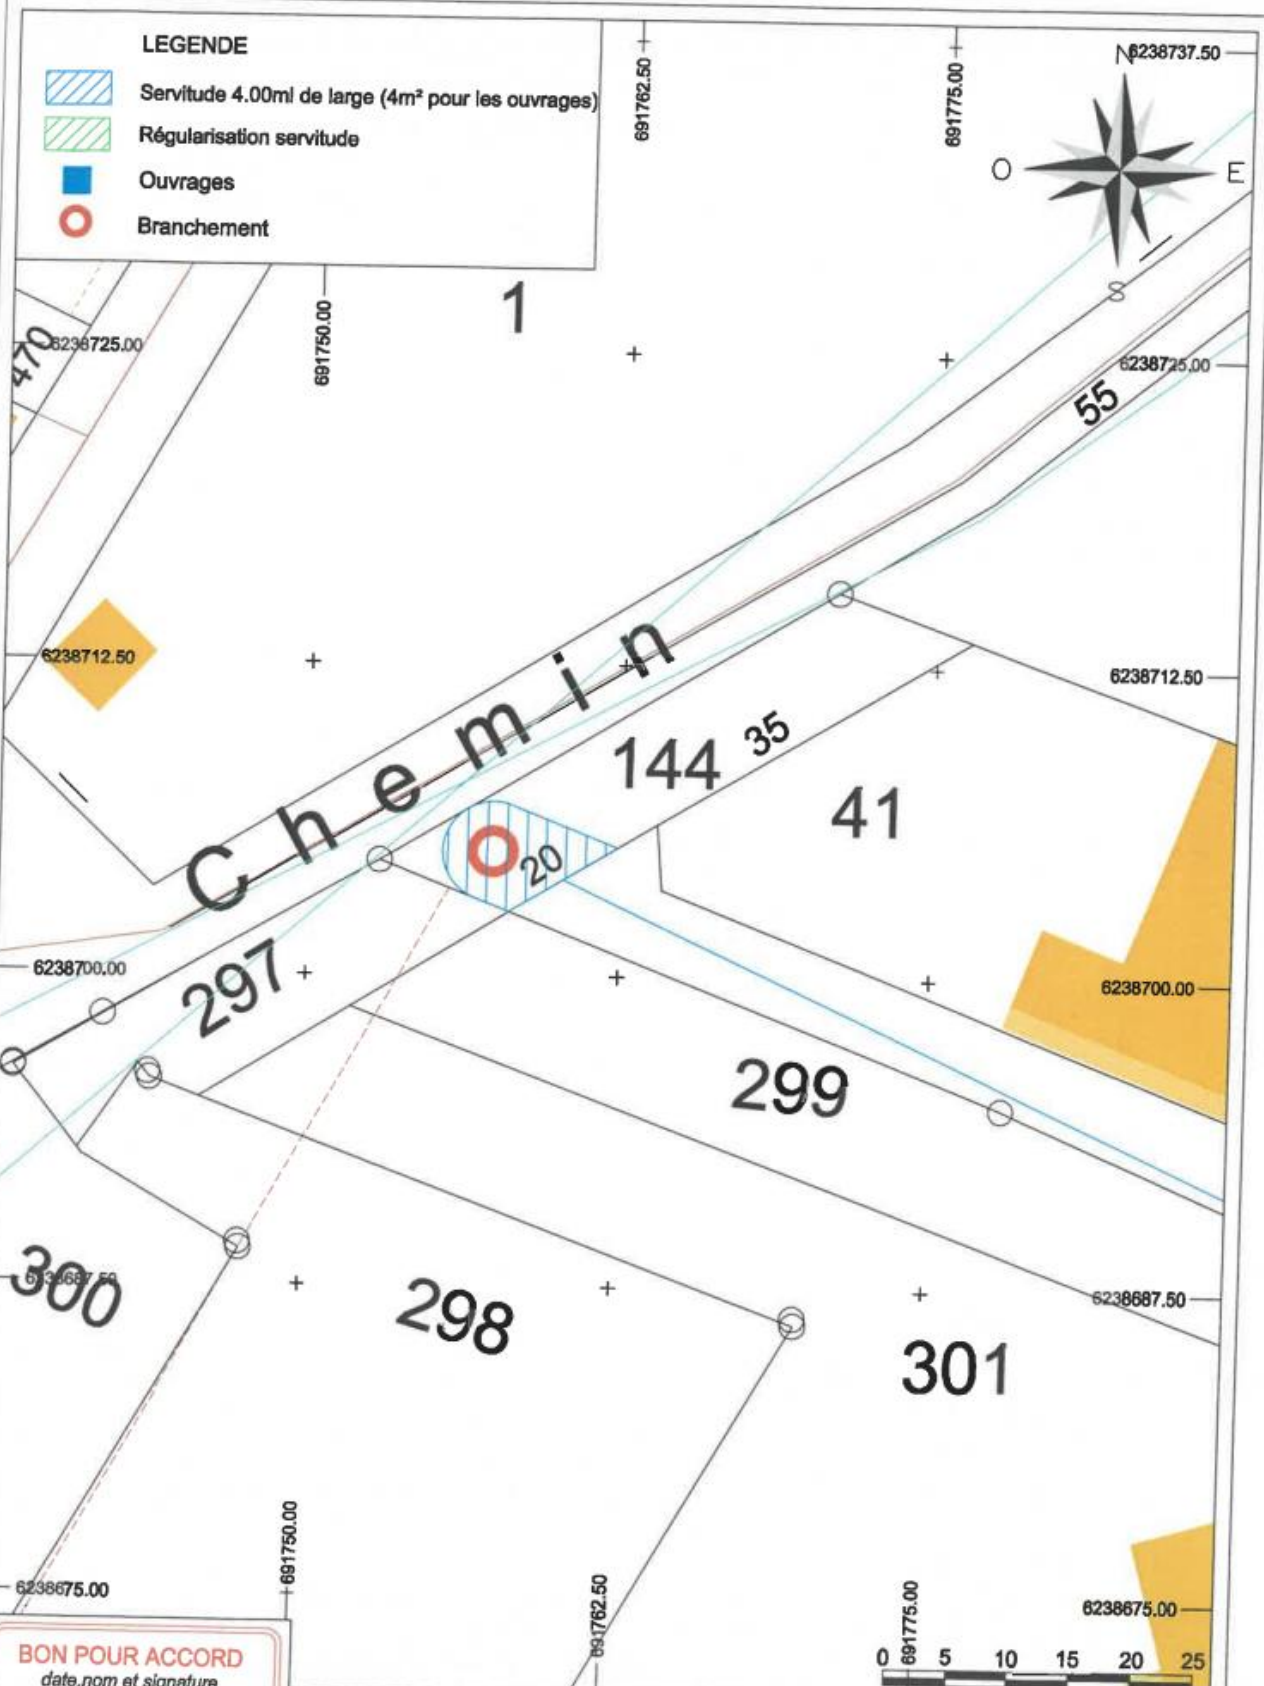 LEGENDE
Servitude 4.00ml de large (4m² pour les ouvrages)
Régularisation servitude
Ouvrages
Branchement
691762.50
691775.00
6238737.50
N
O
E
S
1
691750.00
470
6238725.00
6238725.00
55
6238712.50
6238712.50
Chemin
144
35
41
20
6238700.00
297
6238700.00
299
300
6238687.50
298
6238687.50
301
691750.00
6238675.00
691762.50
691775.00
6238675.00
BON POUR ACCORD
date,nom et signature
0 5 10 15 20 25